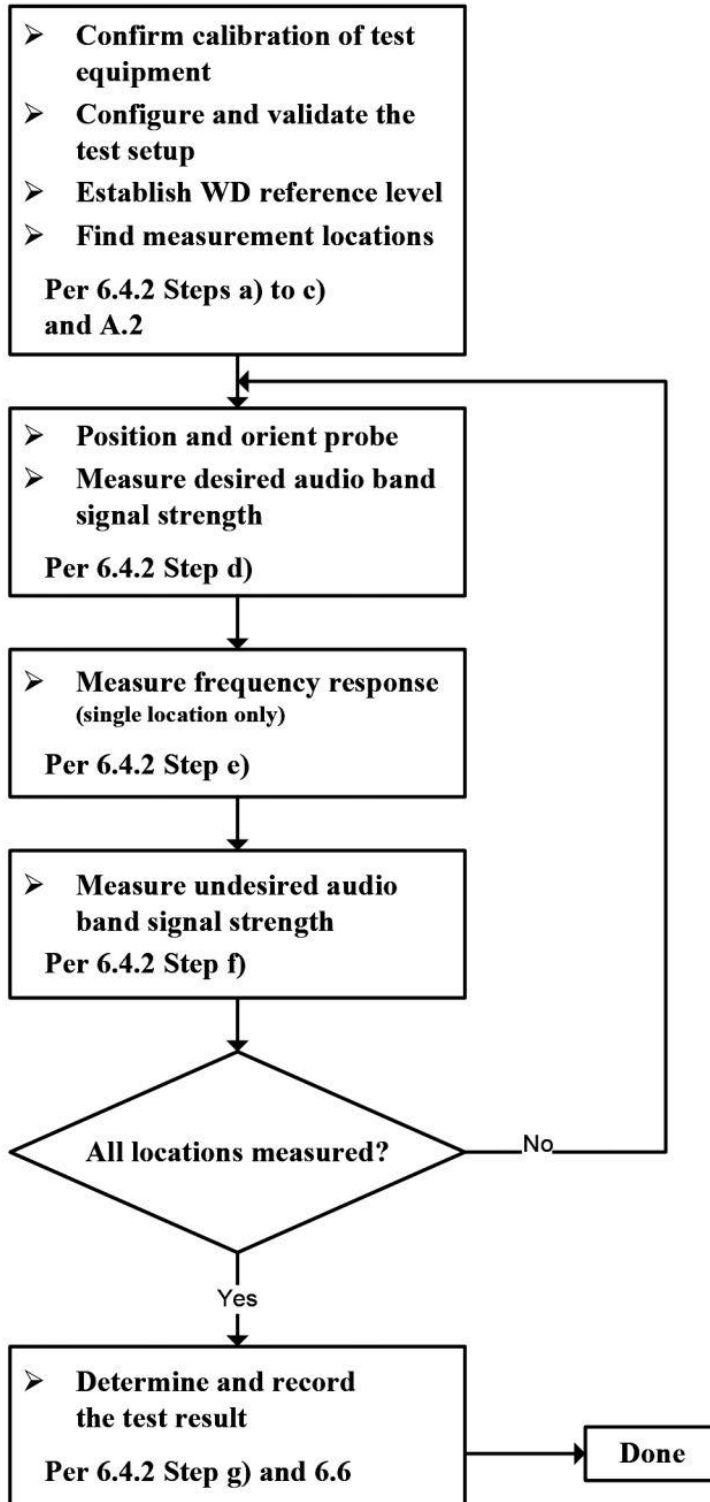 ➢ Confirm calibration of test
equipment
➢ Configure and validate the
test setup
➢ Establish WD reference level
➢ Find measurement locations
Per 6.4.2 Steps a) to c)
and A.2
➢ Position and orient probe
➢ Measure desired audio band
signal strength
Per 6.4.2 Step d)
➢ Measure frequency response
(single location only)
Per 6.4.2 Step e)
➢ Measure undesired audio
band signal strength
Per 6.4.2 Step f)
All locations measured?
No
Yes
➢ Determine and record
the test result
Per 6.4.2 Step g) and 6.6
Done